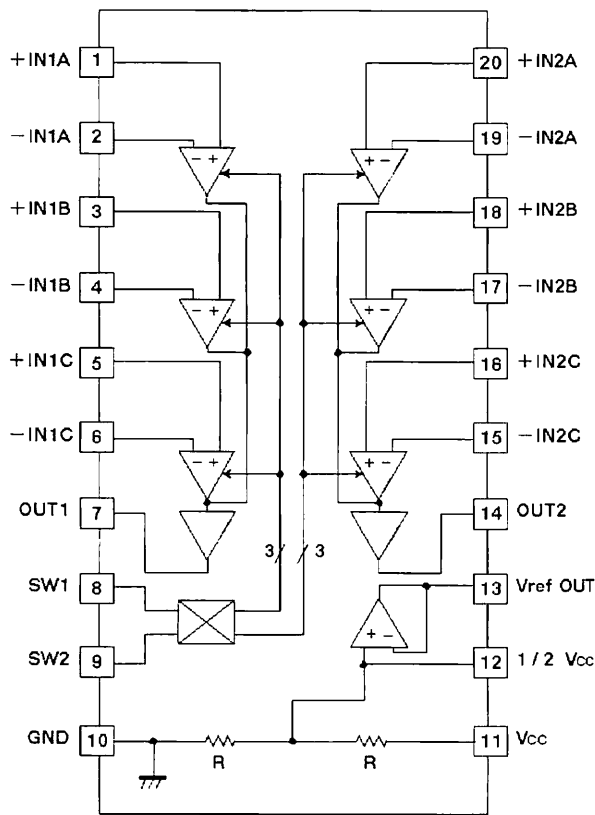 +IN1A 1 20 +IN2A
-IN1A 2 19 -IN2A
- + + -
+IN1B 3 18 +IN2B
-IN1B 4 17 -IN2B
- + + -
+IN1C 5 16 +IN2C
-IN1C 6 15 -IN2C
- + + -
OUT1 7 14 OUT2
3 3
SW1 8 13 Vref OUT
+ -
SW2 9 12 1/2 Vcc
GND 10 11 Vcc
R R